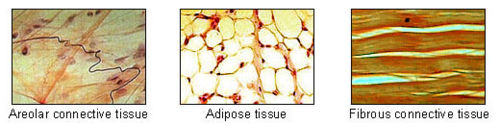 Areolar connective tissue
Adipose tissue
Fibrous connective tissue